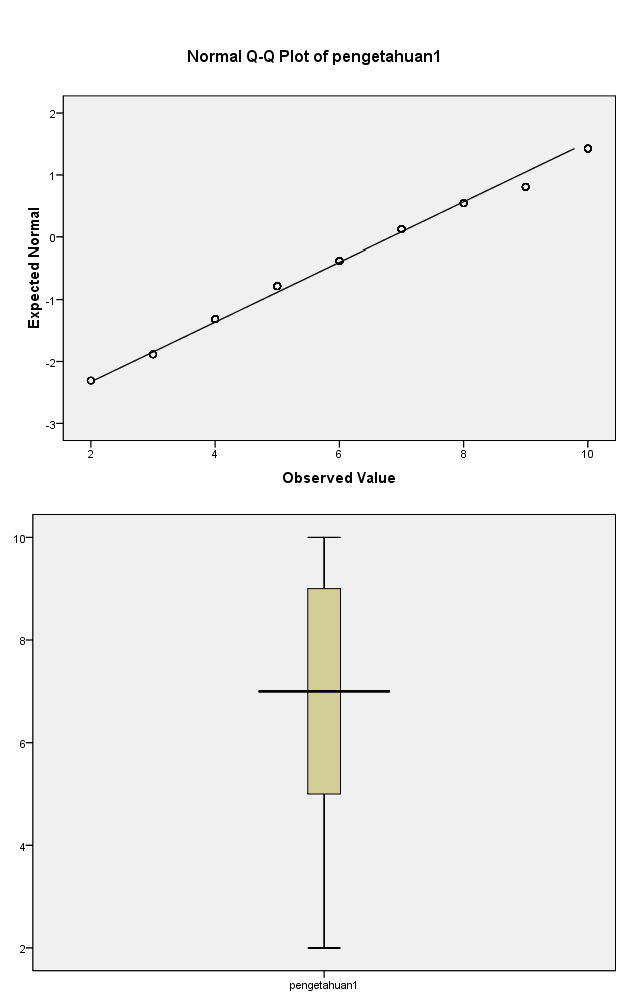 Normal Q-Q Plot of pengetahuan1
2
1
0
-1
-2
-3
Expected Normal
2 4 6 8 10
Observed Value
10
8
6
4
2
pengetahuan1